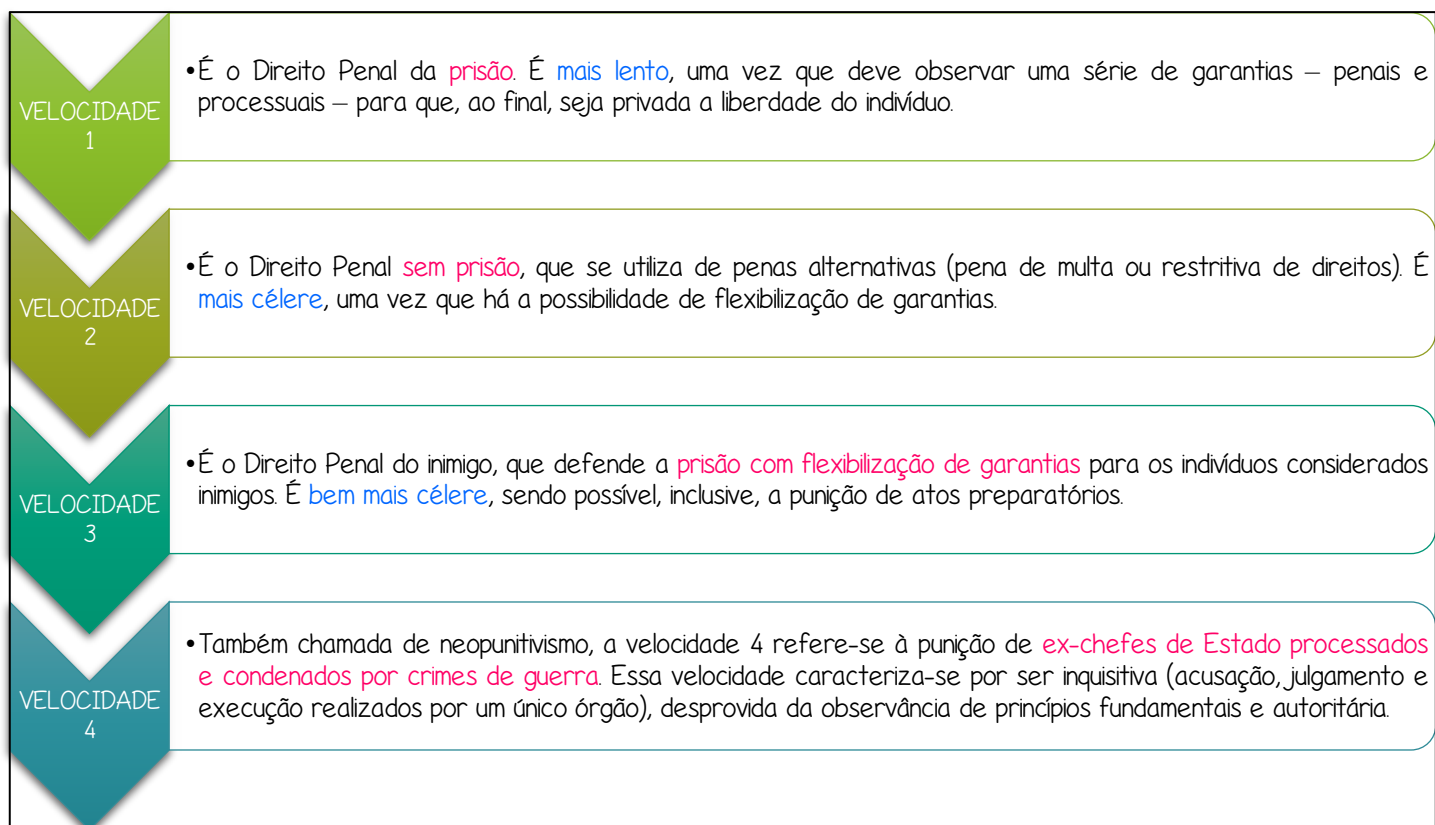 VELOCIDADE
1
•É o Direito Penal da prisão. É mais lento, uma vez que deve observar uma série de garantias – penais e
processuais – para que, ao final, seja privada a liberdade do indivíduo.
VELOCIDADE
2
•É o Direito Penal sem prisão, que se utiliza de penas alternativas (pena de multa ou restritiva de direitos). É
mais célere, uma vez que há a possibilidade de flexibilização de garantias.
VELOCIDADE
3
•É o Direito Penal do inimigo, que defende a prisão com flexibilização de garantias para os indivíduos considerados
inimigos. É bem mais célere, sendo possível, inclusive, a punição de atos preparatórios.
VELOCIDADE
4
•Também chamada de neopunitivismo, a velocidade 4 refere-se à punição de ex-chefes de Estado processados
e condenados por crimes de guerra. Essa velocidade caracteriza-se por ser inquisitiva (acusação, julgamento e
execução realizados por um único órgão), desprovida da observância de princípios fundamentais e autoritária.